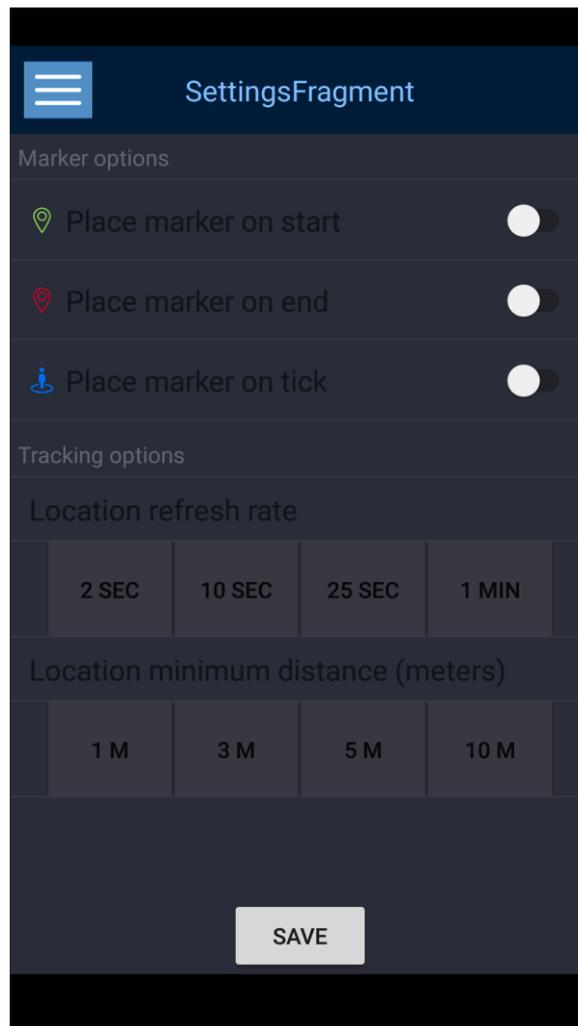 SettingsFragment
Marker options
Place marker on start
Place marker on end
Place marker on tick
Tracking options
Location refresh rate
2 SEC 10 SEC 25 SEC 1 MIN
Location minimum distance (meters)
1 M 3 M 5 M 10 M
SAVE